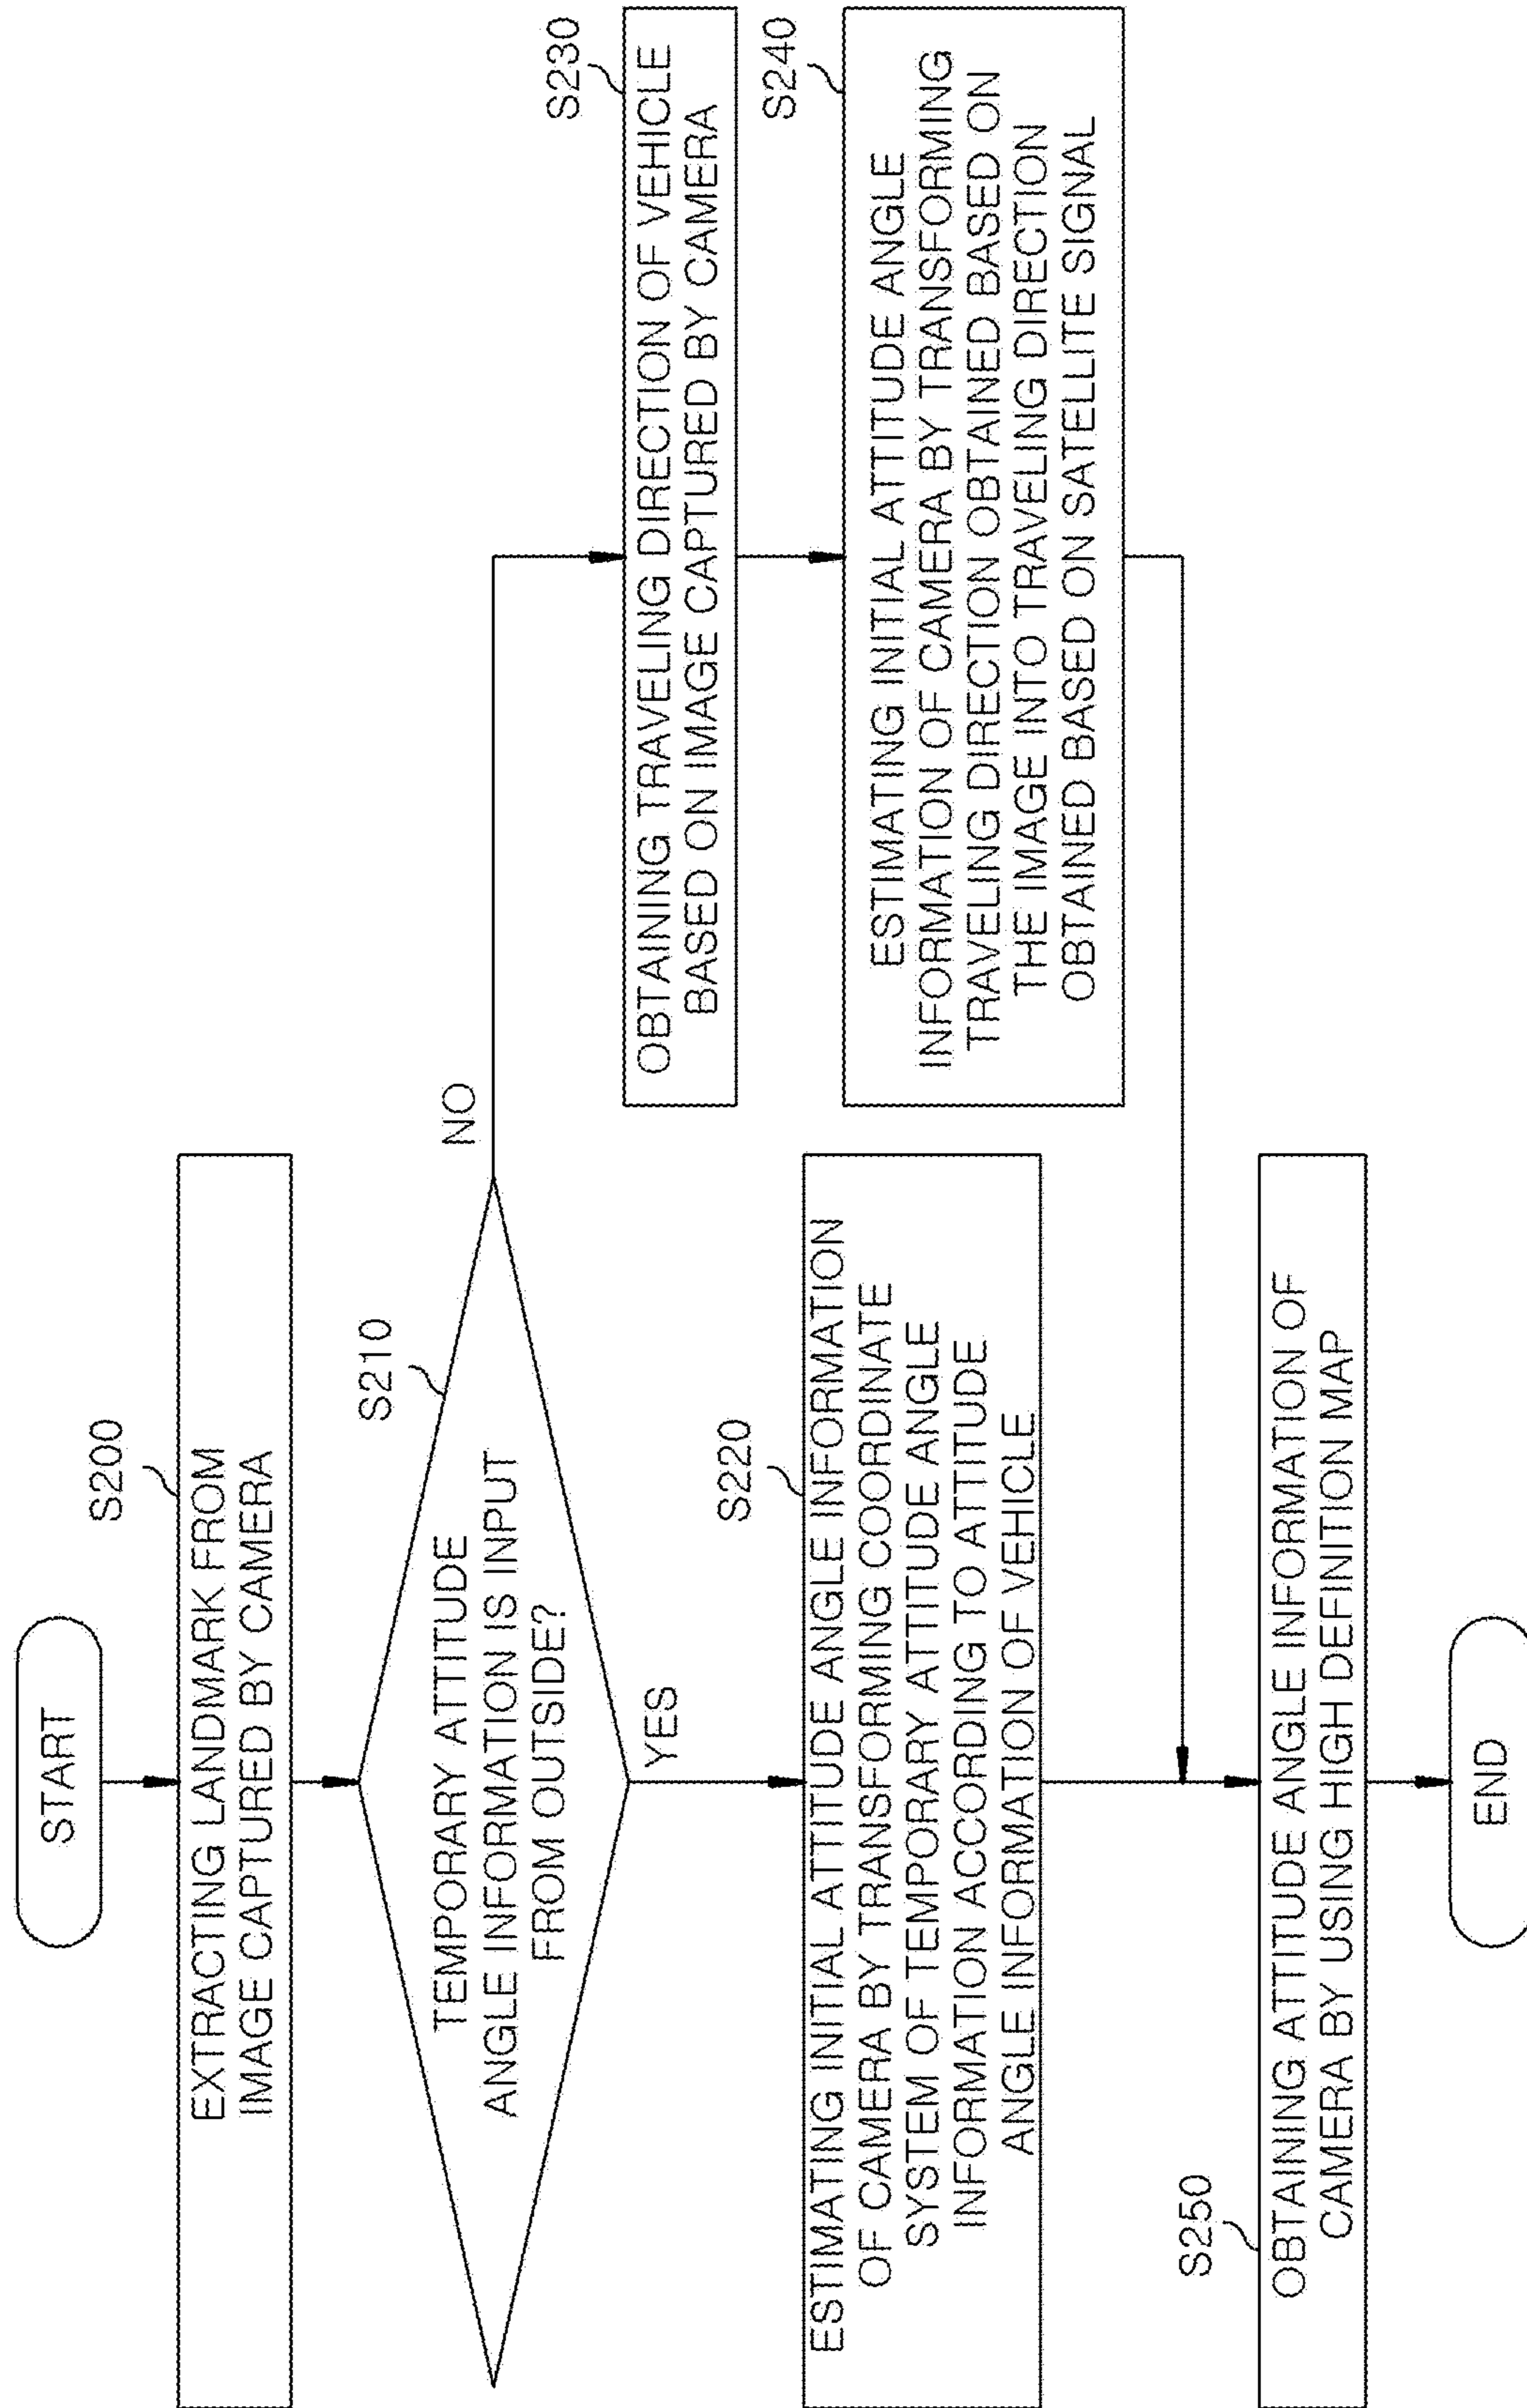 START
S200
EXTRACTING LANDMARK FROM
IMAGE CAPTURED BY CAMERA
S210
TEMPORARY ATTITUDE
ANGLE INFORMATION IS INPUT
FROM OUTSIDE?
NO
YES
S230
OBTAINING TRAVELING DIRECTION OF VEHICLE
BASED ON IMAGE CAPTURED BY CAMERA
S220
ESTIMATING INITIAL ATTITUDE ANGLE INFORMATION
OF CAMERA BY TRANSFORMING COORDINATE
SYSTEM OF TEMPORARY ATTITUDE ANGLE
INFORMATION ACCORDING TO ATTITUDE
ANGLE INFORMATION OF VEHICLE
S240
ESTIMATING INITIAL ATTITUDE ANGLE
INFORMATION OF CAMERA BY TRANSFORMING
TRAVELING DIRECTION OBTAINED BASED ON
THE IMAGE INTO TRAVELING DIRECTION
OBTAINED BASED ON SATELLITE SIGNAL
S250
OBTAINING ATTITUDE ANGLE INFORMATION OF
CAMERA BY USING HIGH DEFINITION MAP
END